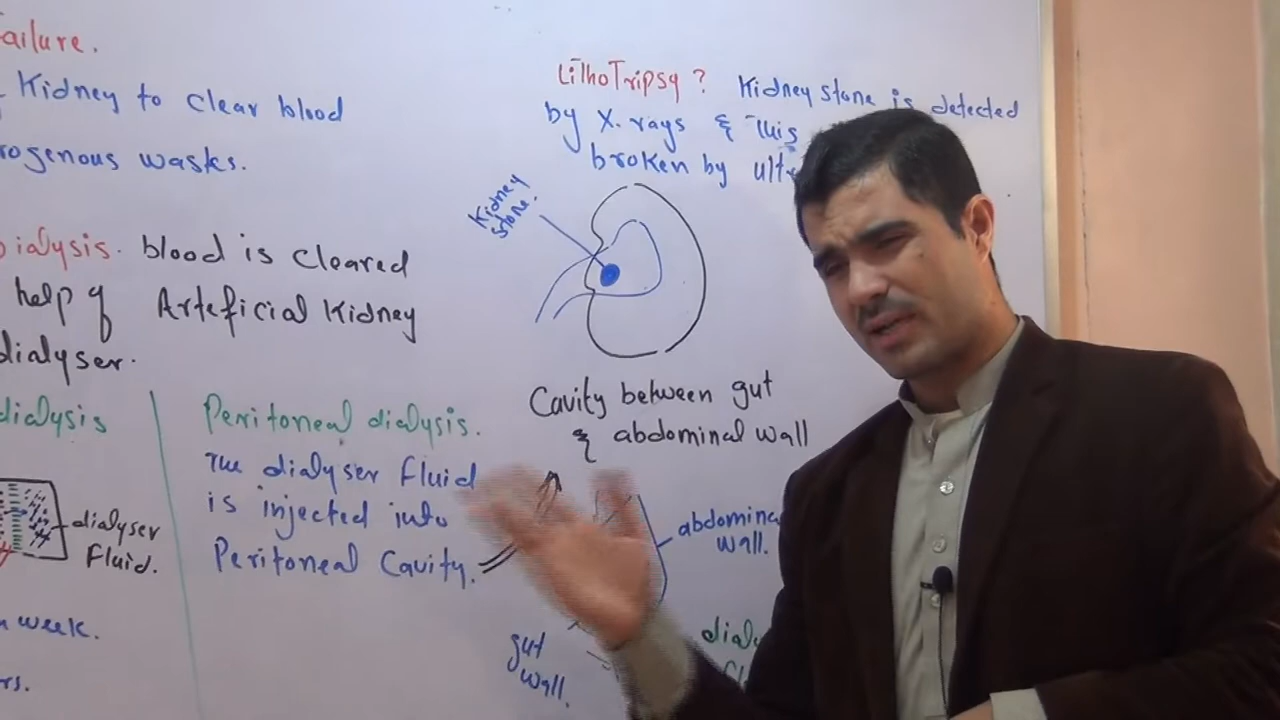 ailure.
Kidney to clear blood
rogenous wasks.
Dialysis. blood is cleared
help of Arteficial Kidney
dialyser.
dialysis
dialyser
Fluid.
week.
rs.
Peritoneal dialysis.
The dialyser fluid
is injected into
Peritoneal Cavity.
LithoTripsy? Kidney stone is detected
by X.rays & This
broken by ult
Kidney
stone.
Cavity between gut
& abdominal wall
abdomina
wall.
gut
wall.
dialy